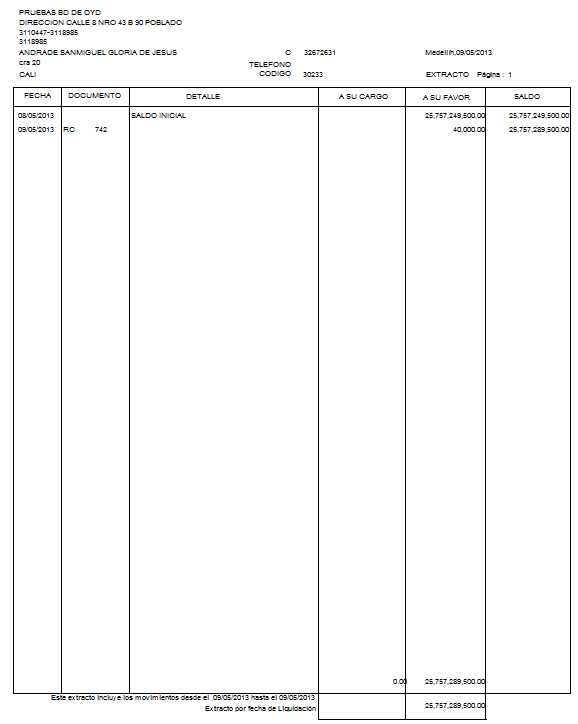 PRUEBAS BD DE OYD
DIRECCION CALLE 8 NRO 43 B 90 POBLADO
3110447-3118985
3118985
ANDRADE SANMIGUEL GLORIA DE JESUS C 32672631 Medellín,09/05/2013
cra 20 TELEFONO
CALI CODIGO 30233 EXTRACTO Página : 1
FECHA DOCUMENTO DETALLE A SU CARGO A SU FAVOR SALDO
08/05/2013 SALDO INICIAL 25,757,249,500.00 25,757,249,500.00
09/05/2013 RC 742 40,000.00 25,757,289,500.00
0.00 25,757,289,500.00
Este extracto incluye los movimientos desde el 09/05/2013 hasta el 09/05/2013
Extracto por fecha de Liquidación 25,757,289,500.00